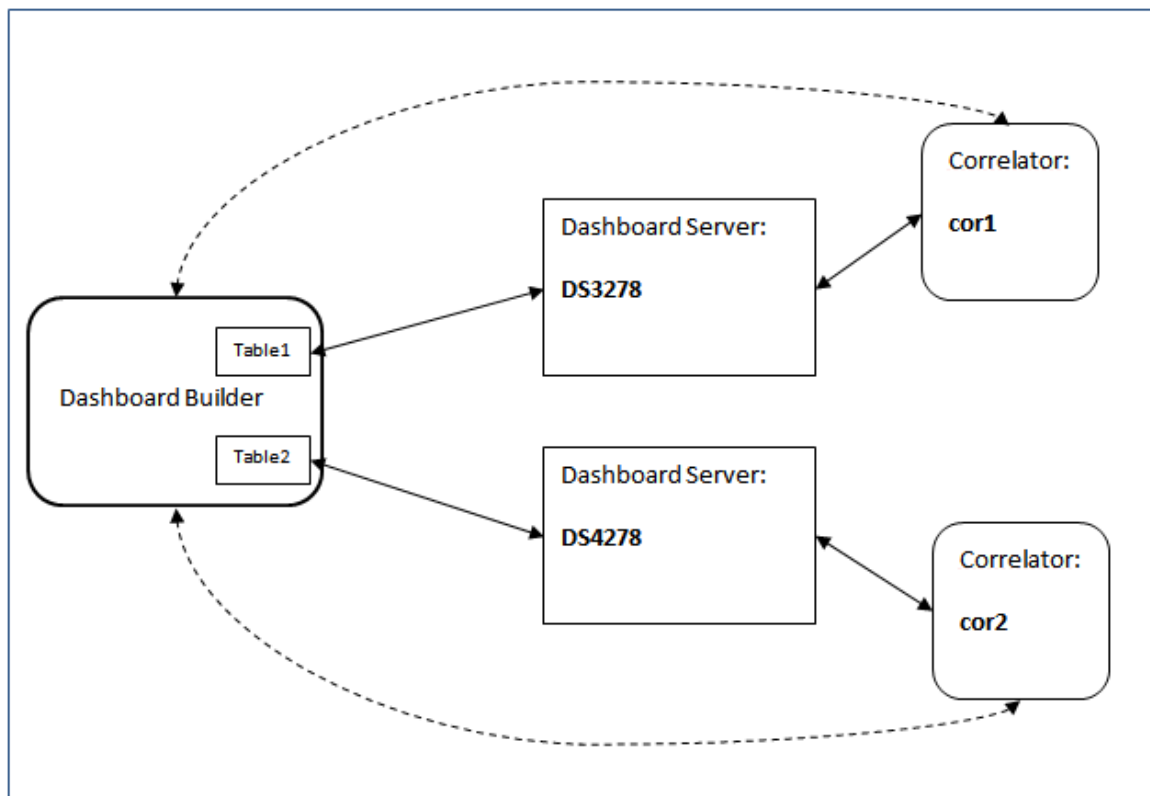 Correlator:
cor1
Dashboard Server:
DS3278
Table1
Dashboard Builder
Table2
Dashboard Server:
DS4278
Correlator:
cor2